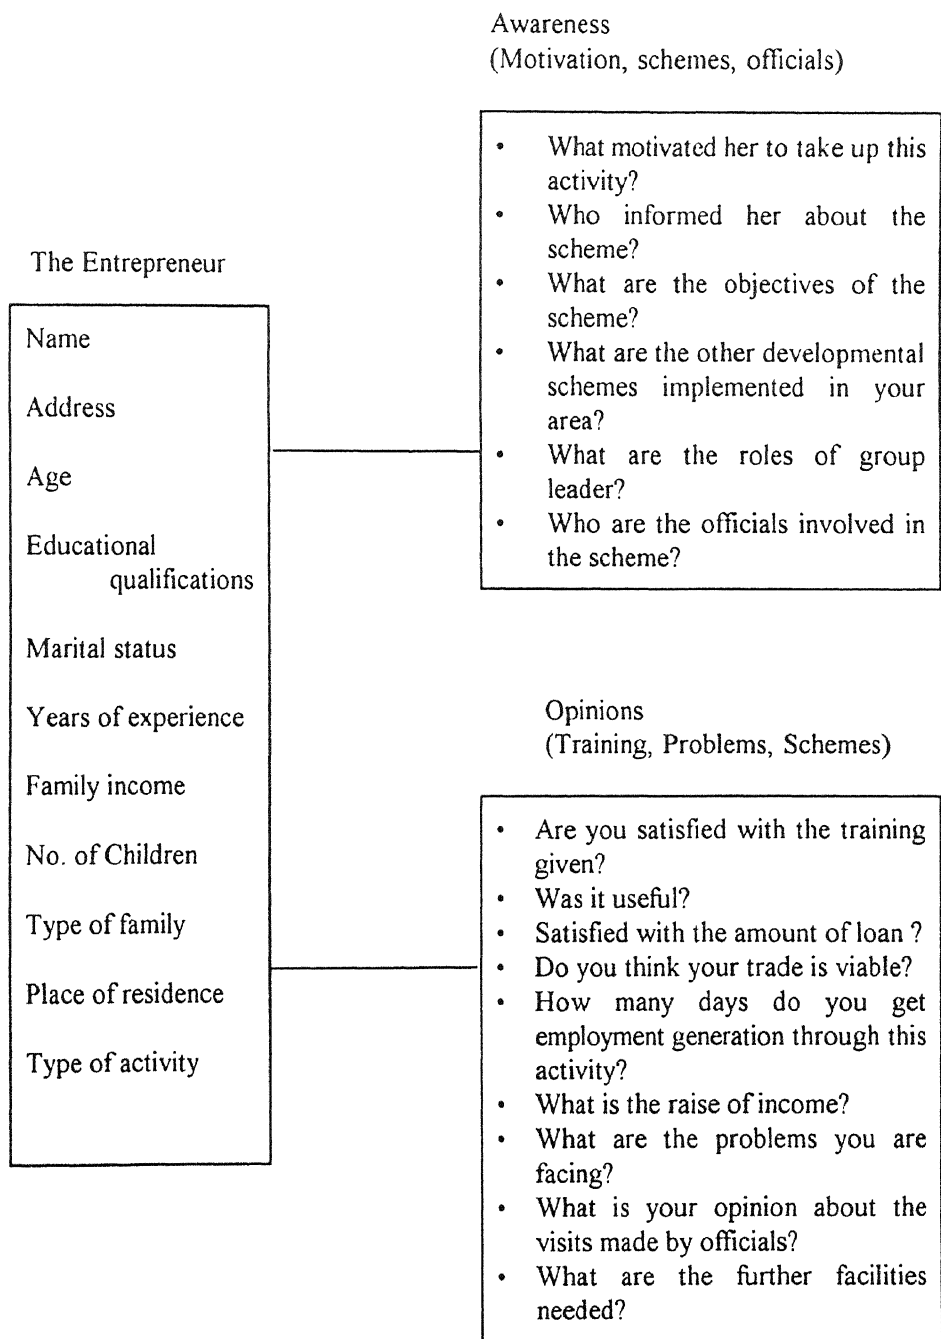 Awareness
(Motivation, schemes, officials)
• What motivated her to take up this
activity?
• Who informed her about the
scheme?
• What are the objectives of the
scheme?
• What are the other developmental
schemes implemented in your
area?
• What are the roles of group
leader?
• Who are the officials involved in
the scheme?
The Entrepreneur
Name
Address
Age
Educational
qualifications
Marital status
Years of experience
Family income
No. of Children
Type of family
Place of residence
Type of activity
Opinions
(Training, Problems, Schemes)
• Are you satisfied with the training
given?
• Was it useful?
• Satisfied with the amount of loan ?
• Do you think your trade is viable?
• How many days do you get
employment generation through this
activity?
• What is the raise of income?
• What are the problems you are
facing?
• What is your opinion about the
visits made by officials?
• What are the further facilities
needed?